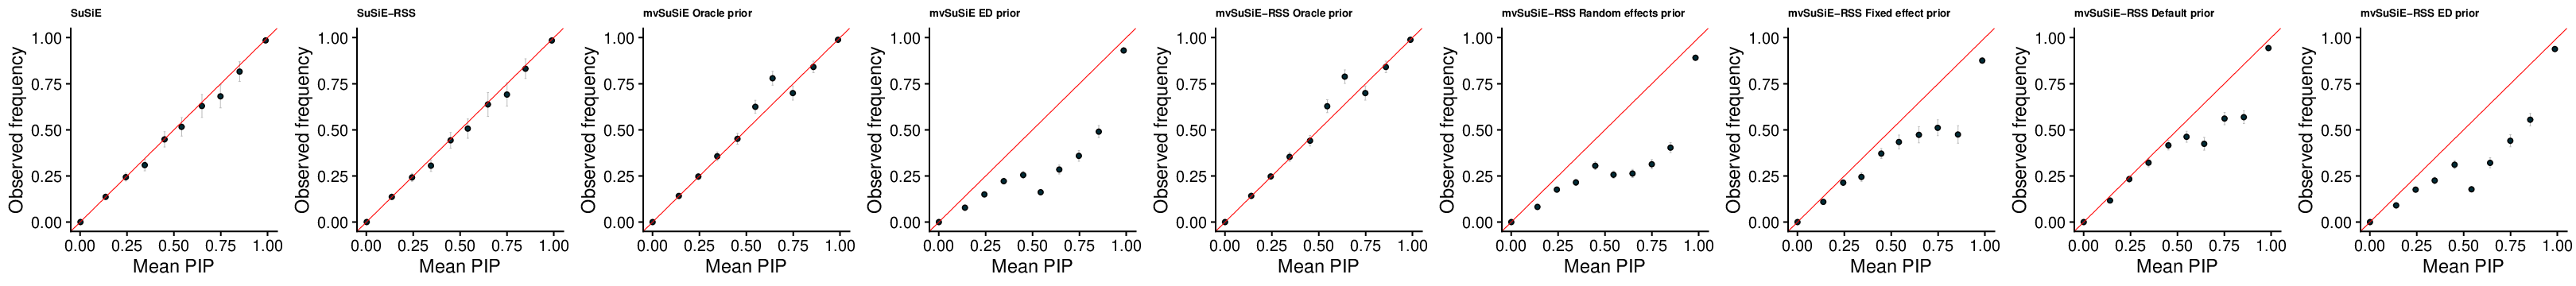 SuSiE
1.00
0.75
0.50
0.25
0.00
Observed frequency
0.00 0.25 0.50 0.75 1.00
Mean PIP
SuSiE−RSS
1.00
0.75
0.50
0.25
0.00
Observed frequency
0.00 0.25 0.50 0.75 1.00
Mean PIP
mvSuSiE Oracle prior
1.00
0.75
0.50
0.25
0.00
Observed frequency
0.00 0.25 0.50 0.75 1.00
Mean PIP
mvSuSiE ED prior
1.00
0.75
0.50
0.25
0.00
Observed frequency
0.00 0.25 0.50 0.75 1.00
Mean PIP
mvSuSiE−RSS Oracle prior
1.00
0.75
0.50
0.25
0.00
Observed frequency
0.00 0.25 0.50 0.75 1.00
Mean PIP
mvSuSiE−RSS Random effects prior
1.00
0.75
0.50
0.25
0.00
Observed frequency
0.00 0.25 0.50 0.75 1.00
Mean PIP
mvSuSiE−RSS Fixed effect prior
1.00
0.75
0.50
0.25
0.00
Observed frequency
0.00 0.25 0.50 0.75 1.00
Mean PIP
mvSuSiE−RSS Default prior
1.00
0.75
0.50
0.25
0.00
Observed frequency
0.00 0.25 0.50 0.75 1.00
Mean PIP
mvSuSiE−RSS ED prior
1.00
0.75
0.50
0.25
0.00
Observed frequency
0.00 0.25 0.50 0.75 1.00
Mean PIP